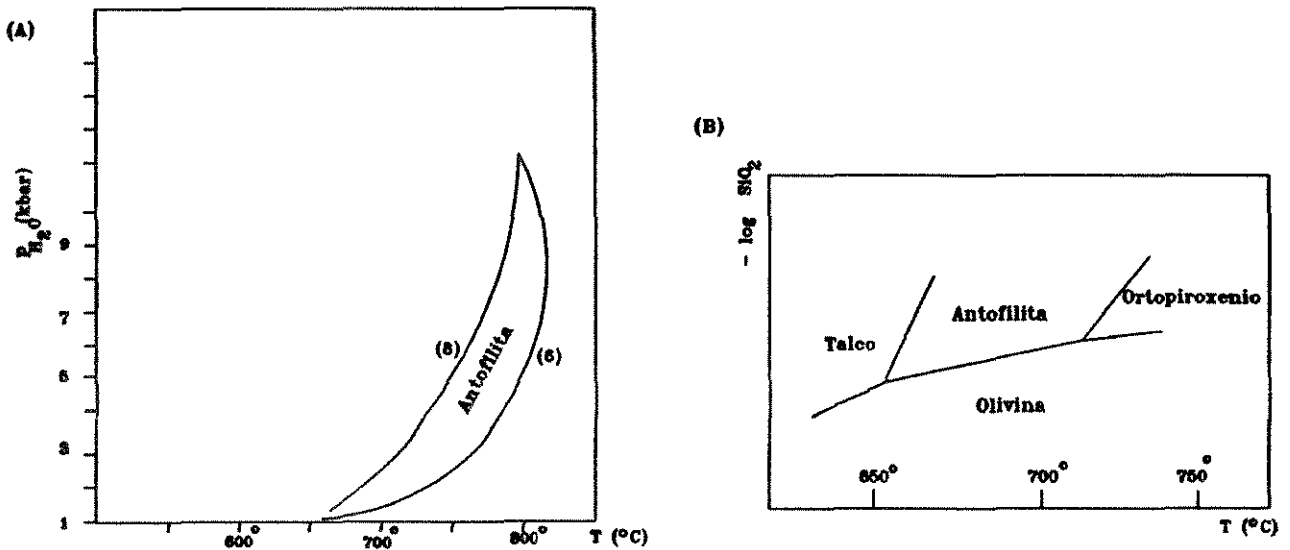 (A)
P H₂O (kbar)
9
7
5
3
1
(8)
Antofilita
(6)
600°
700°
800°
T (°C)
(B)
- log SiO₂
Talco
Antofilita
Ortopiroxenio
Olivina
650°
700°
750°
T (°C)